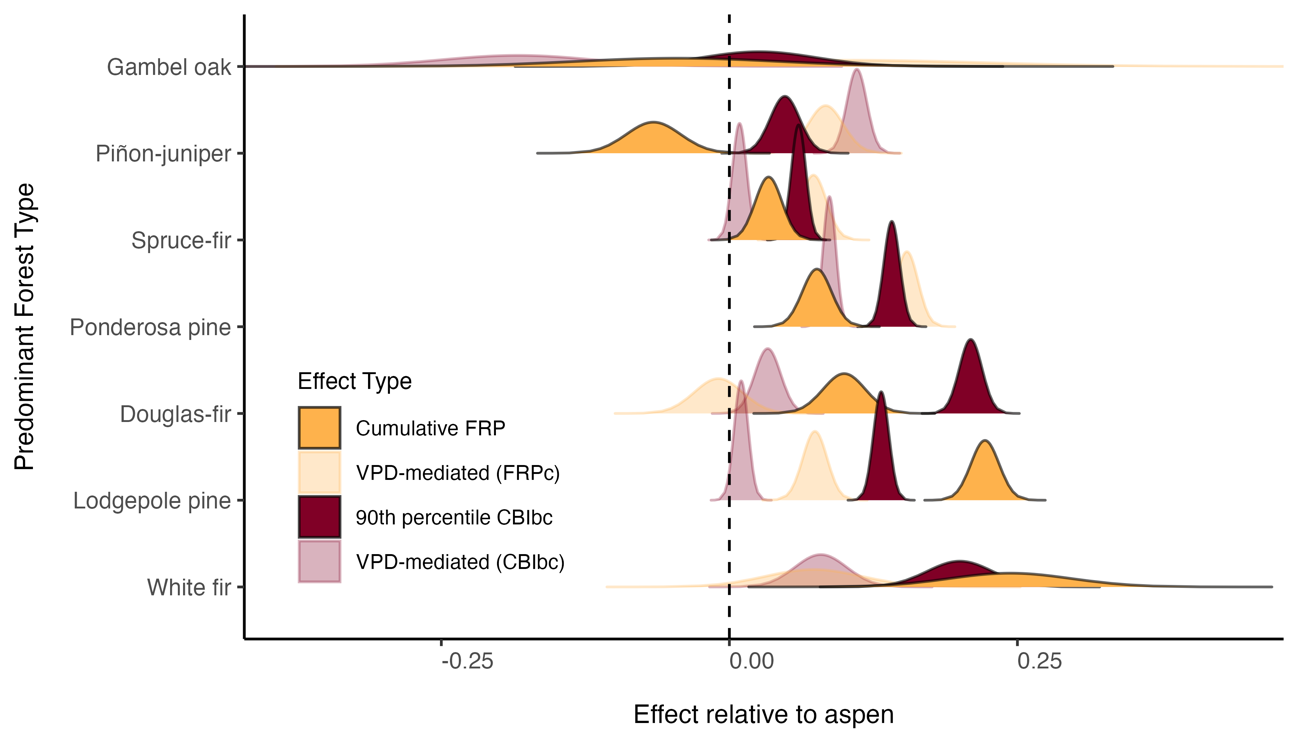 Predominant Forest Type
Gambel oak
Piñon-juniper
Spruce-fir
Ponderosa pine
Douglas-fir
Lodgepole pine
White fir
Effect Type
Cumulative FRP
VPD-mediated (FRPc)
90th percentile CBIbc
VPD-mediated (CBIbc)
-0.25
0.00
0.25
Effect relative to aspen